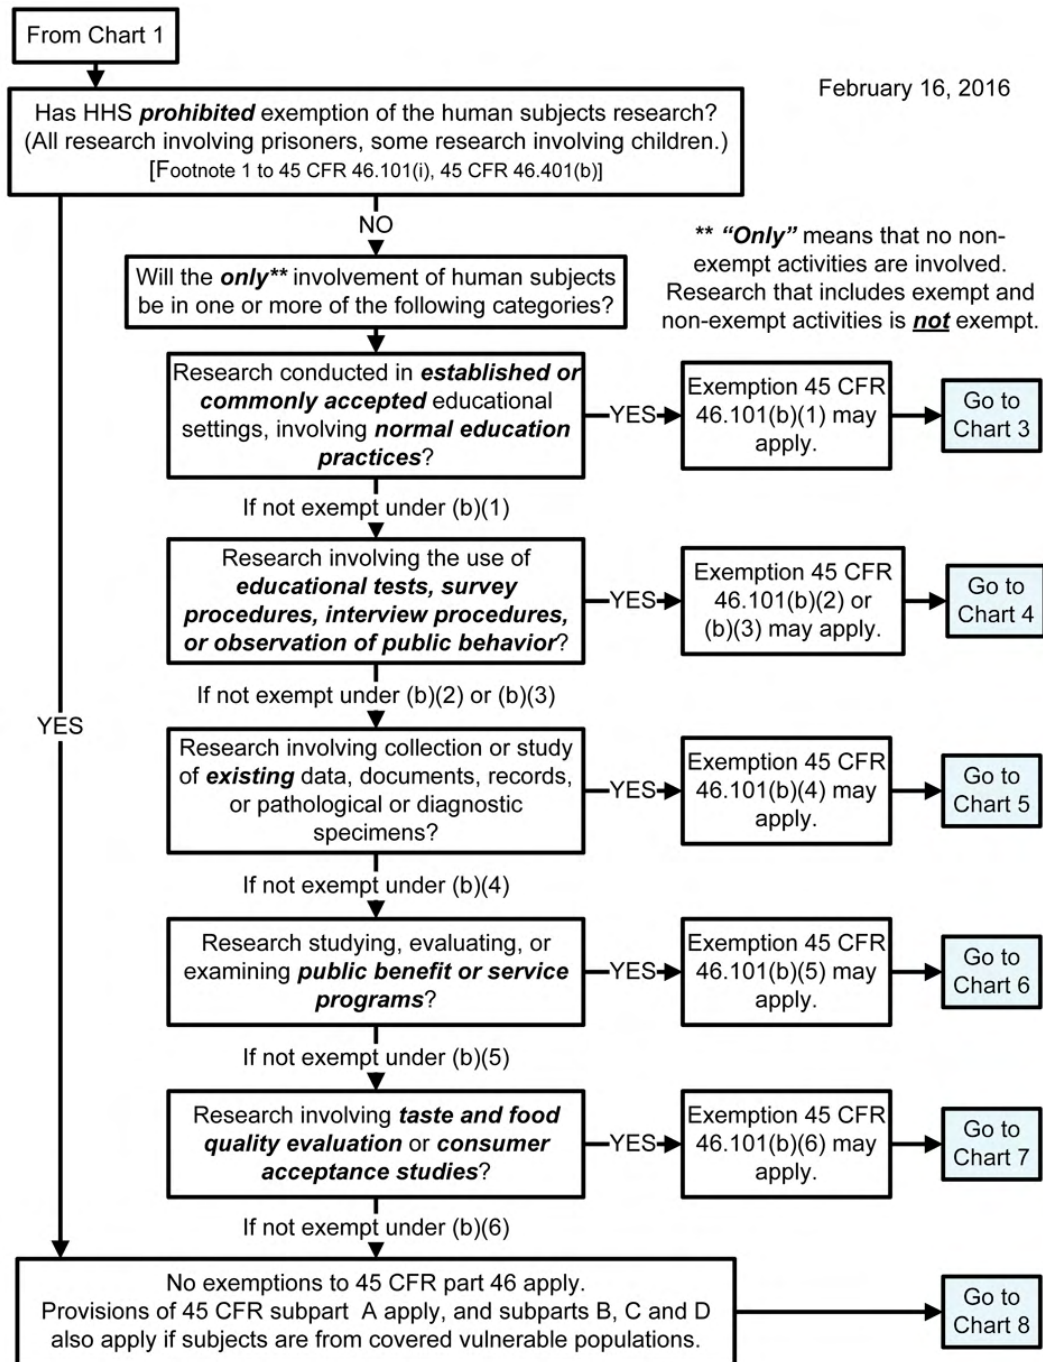 From Chart 1
February 16, 2016
Has HHS prohibited exemption of the human subjects research?
(All research involving prisoners, some research involving children.)
[Footnote 1 to 45 CFR 46.101(i), 45 CFR 46.401(b)]
NO
** “Only” means that no non-
exempt activities are involved.
Research that includes exempt and
non-exempt activities is not exempt.
Will the only** involvement of human subjects
be in one or more of the following categories?
Research conducted in established or
commonly accepted educational
settings, involving normal education
practices?
YES
Exemption 45 CFR
46.101(b)(1) may
apply.
Go to
Chart 3
If not exempt under (b)(1)
Research involving the use of
educational tests, survey
procedures, interview procedures,
or observation of public behavior?
YES
Exemption 45 CFR
46.101(b)(2) or
(b)(3) may apply.
Go to
Chart 4
If not exempt under (b)(2) or (b)(3)
YES
Research involving collection or study
of existing data, documents, records,
or pathological or diagnostic
specimens?
YES
Exemption 45 CFR
46.101(b)(4) may
apply.
Go to
Chart 5
If not exempt under (b)(4)
Research studying, evaluating, or
examining public benefit or service
programs?
YES
Exemption 45 CFR
46.101(b)(5) may
apply.
Go to
Chart 6
If not exempt under (b)(5)
Research involving taste and food
quality evaluation or consumer
acceptance studies?
YES
Exemption 45 CFR
46.101(b)(6) may
apply.
Go to
Chart 7
If not exempt under (b)(6)
No exemptions to 45 CFR part 46 apply.
Provisions of 45 CFR subpart A apply, and subparts B, C and D
also apply if subjects are from covered vulnerable populations.
Go to
Chart 8